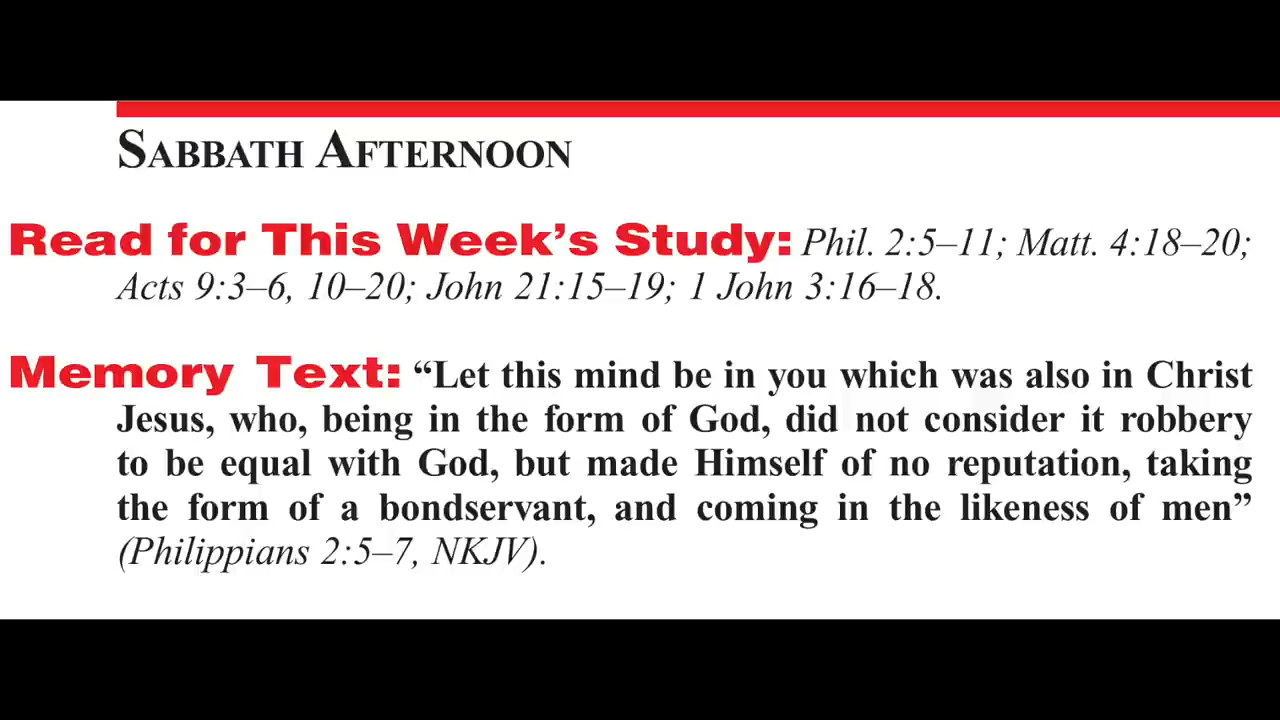 SABBATH AFTERNOON
Read for This Week’s Study: Phil. 2:5–11; Matt. 4:18–20;
Acts 9:3–6, 10–20; John 21:15–19; 1 John 3:16–18.
Memory Text: “Let this mind be in you which was also in Christ
Jesus, who, being in the form of God, did not consider it robbery
to be equal with God, but made Himself of no reputation, taking
the form of a bondservant, and coming in the likeness of men”
(Philippians 2:5–7, NKJV).